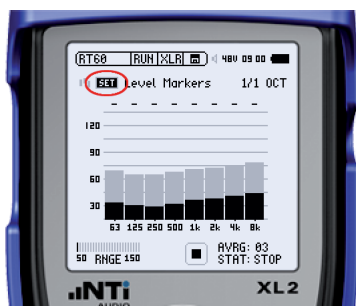 RT60 RUN XLR 48V 09:00
SET Level Markers 1/1 OCT
- - - - - - - -
120
90
60
30
63 125 250 500 1k 2k 4k 8k
50 RNGE 150
AVRG: 03
STAT: STOP
NTi
AUDIO
XL2